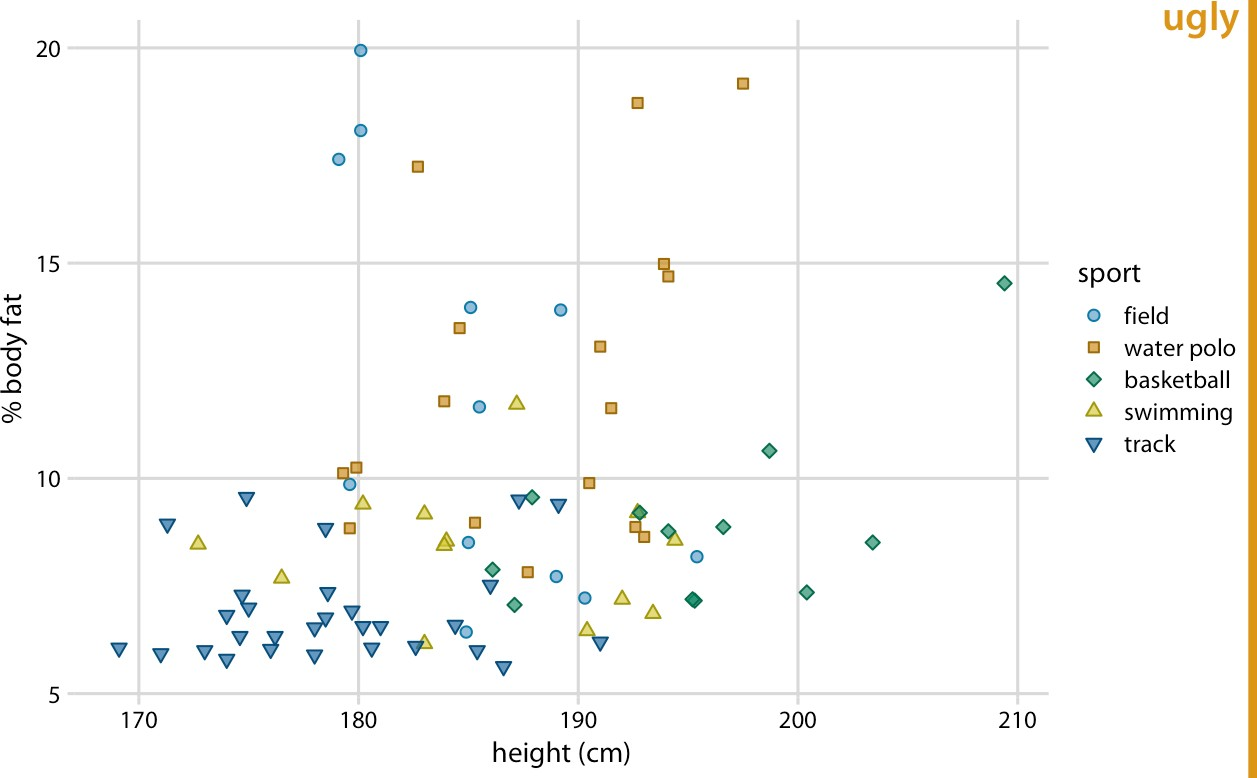 ugly
20
15
10
5
% body fat
170 180 190 200 210
height (cm)
sport
field
water polo
basketball
swimming
track